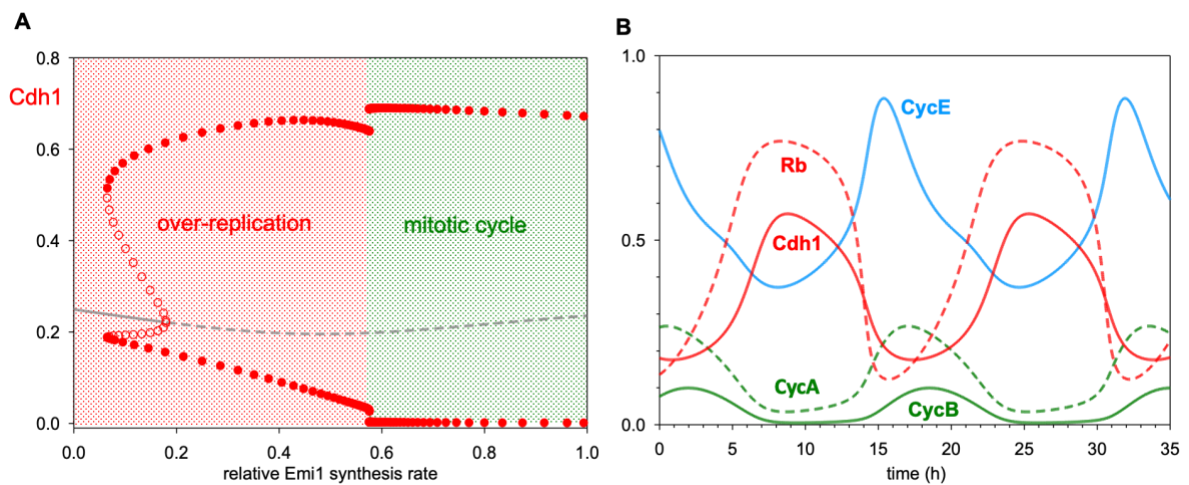 A
0.8
Cdh1
0.6
0.4
0.2
0.0
over-replication
mitotic cycle
0.0 0.2 0.4 0.6 0.8 1.0
relative Emi1 synthesis rate
B
1.0
0.5
0.0
CycE
Rb
Cdh1
CycA
CycB
0 5 10 15 20 25 30 35
time (h)